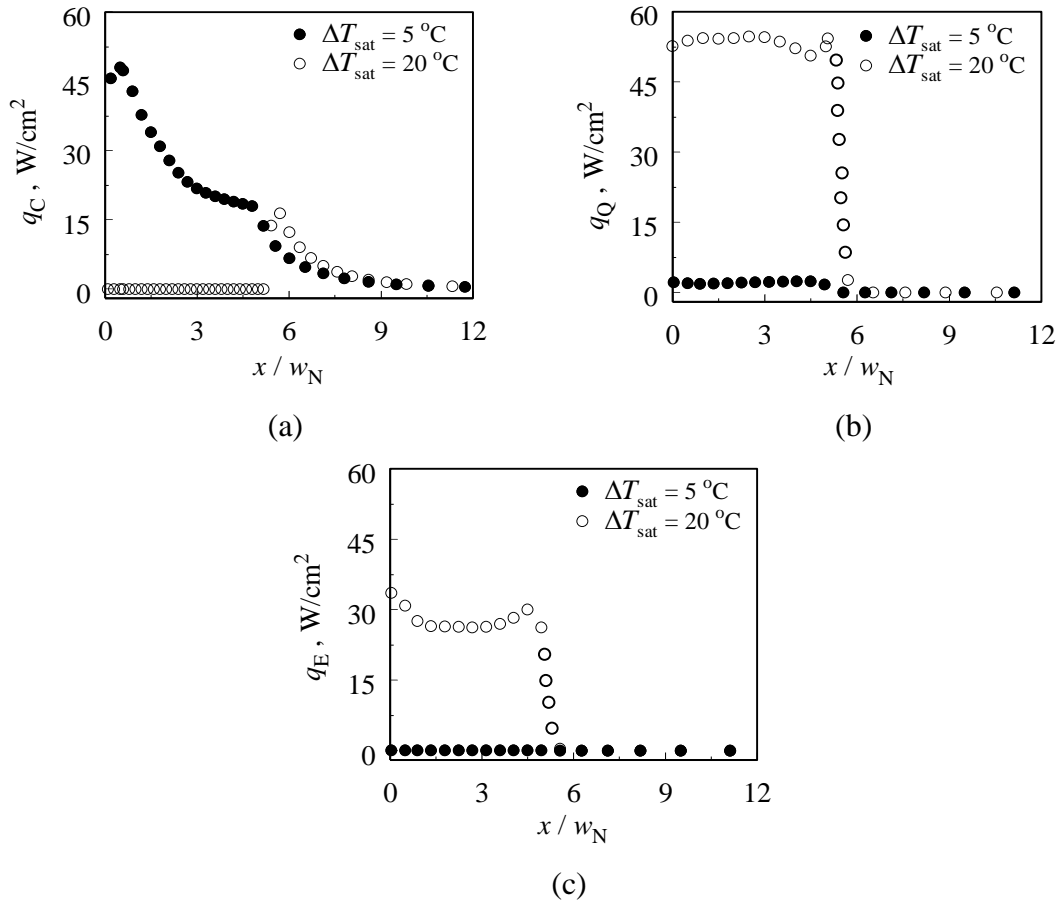 60
45
30
15
0
q_C , W/cm²
ΔT_sat = 5 °C
ΔT_sat = 20 °C
0 3 6 9 12
x / w_N
(a)
60
45
30
15
0
q_Q , W/cm²
ΔT_sat = 5 °C
ΔT_sat = 20 °C
0 3 6 9 12
x / w_N
(b)
60
45
30
15
0
q_E , W/cm²
ΔT_sat = 5 °C
ΔT_sat = 20 °C
0 3 6 9 12
x / w_N
(c)